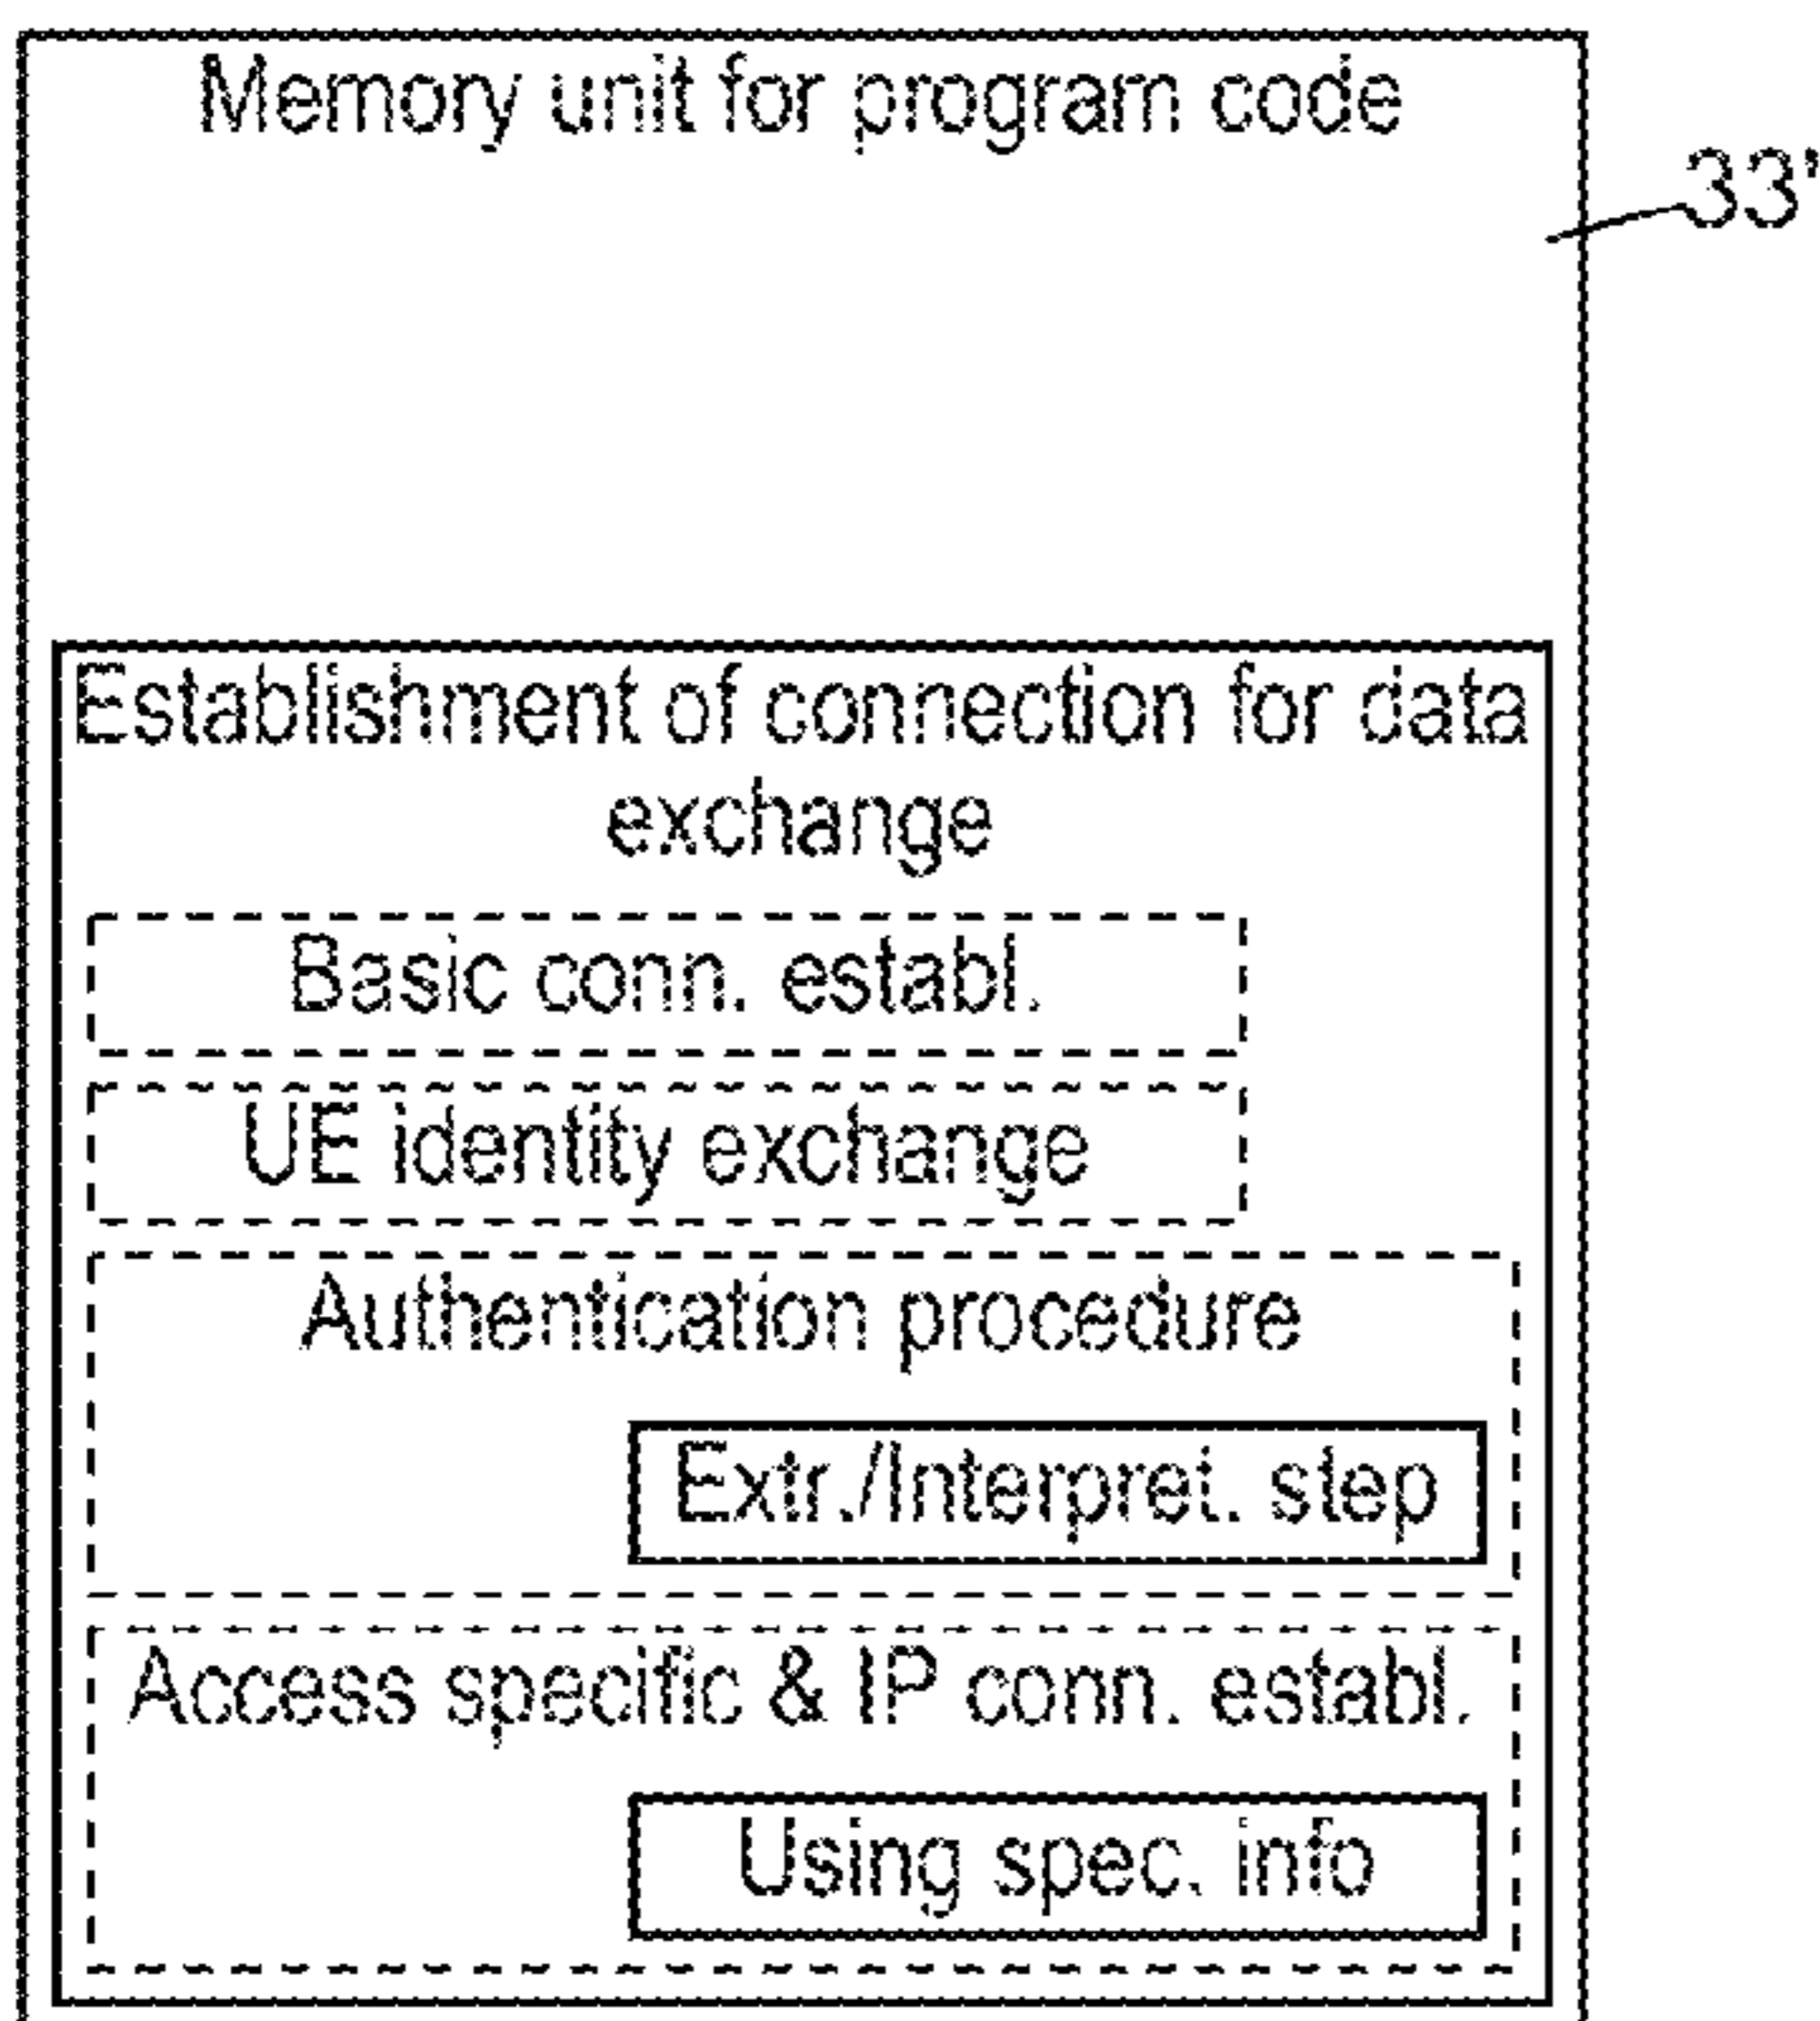 Memory unit for program code
33'
Establishment of connection for data
exchange
Basic conn. establ.
UE identity exchange
Authentication procedure
Extr./Interpret. step
Access specific & IP conn. establ.
Using spec. info